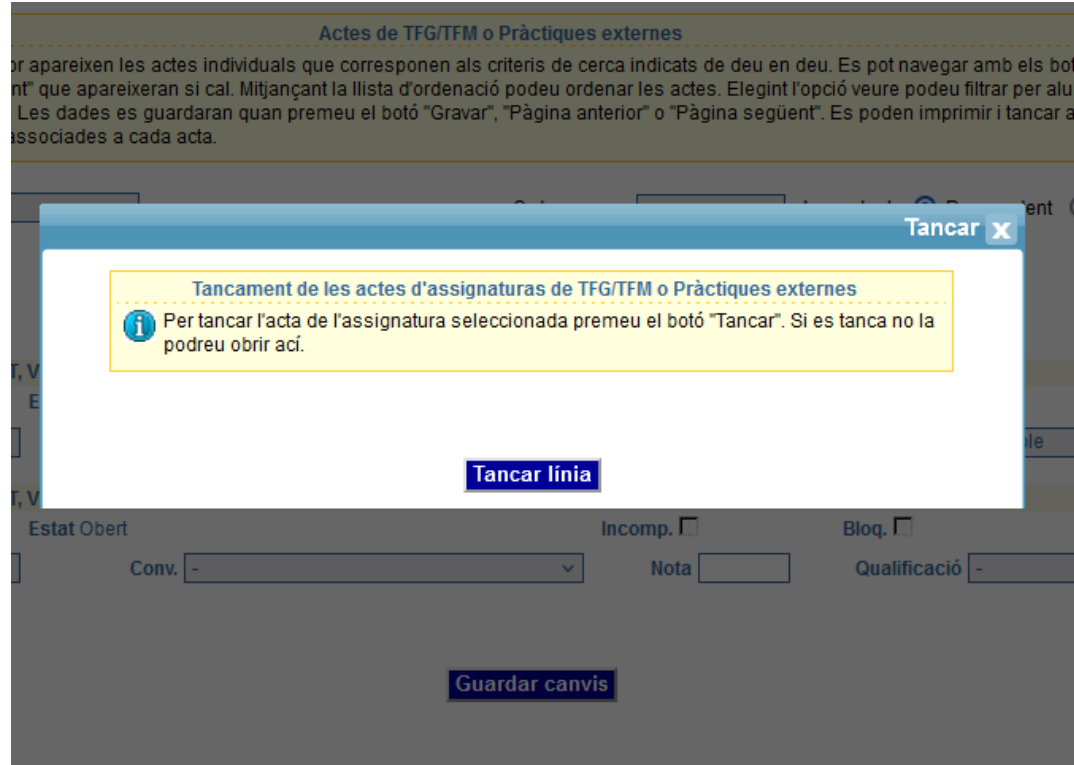 Actes de TFG/TFM o Pràctiques externes
or apareixen les actes individuals que corresponen als criteris de cerca indicats de deu en deu. Es pot navegar amb els bot
nt" que apareixeran si cal. Mitjançant la llista d'ordenació podeu ordenar les actes. Elegint l'opció veure podeu filtrar per alu
Les dades es guardaran quan premeu el botó "Gravar", "Pàgina anterior" o "Pàgina següent". Es poden imprimir i tancar a
associades a cada acta.
Tancar x
Tancament de les actes d'assignaturas de TFG/TFM o Pràctiques externes
Per tancar l'acta de l'assignatura seleccionada premeu el botó "Tancar". Si es tanca no la
podreu obrir ací.
T, V
E
ble
Tancar línia
T, V
Estat Obert Incomp. Bloq.
Conv. - Nota Qualificació -
Guardar canvis